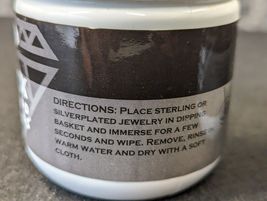 DIRECTIONS: PLACE STERLING OR
SILVERPLATED JEWELRY IN DIPPING
BASKET AND IMMERSE FOR A FEW
SECONDS AND WIPE. REMOVE, RINSE
WARM WATER AND DRY WITH A SOFT
CLOTH.